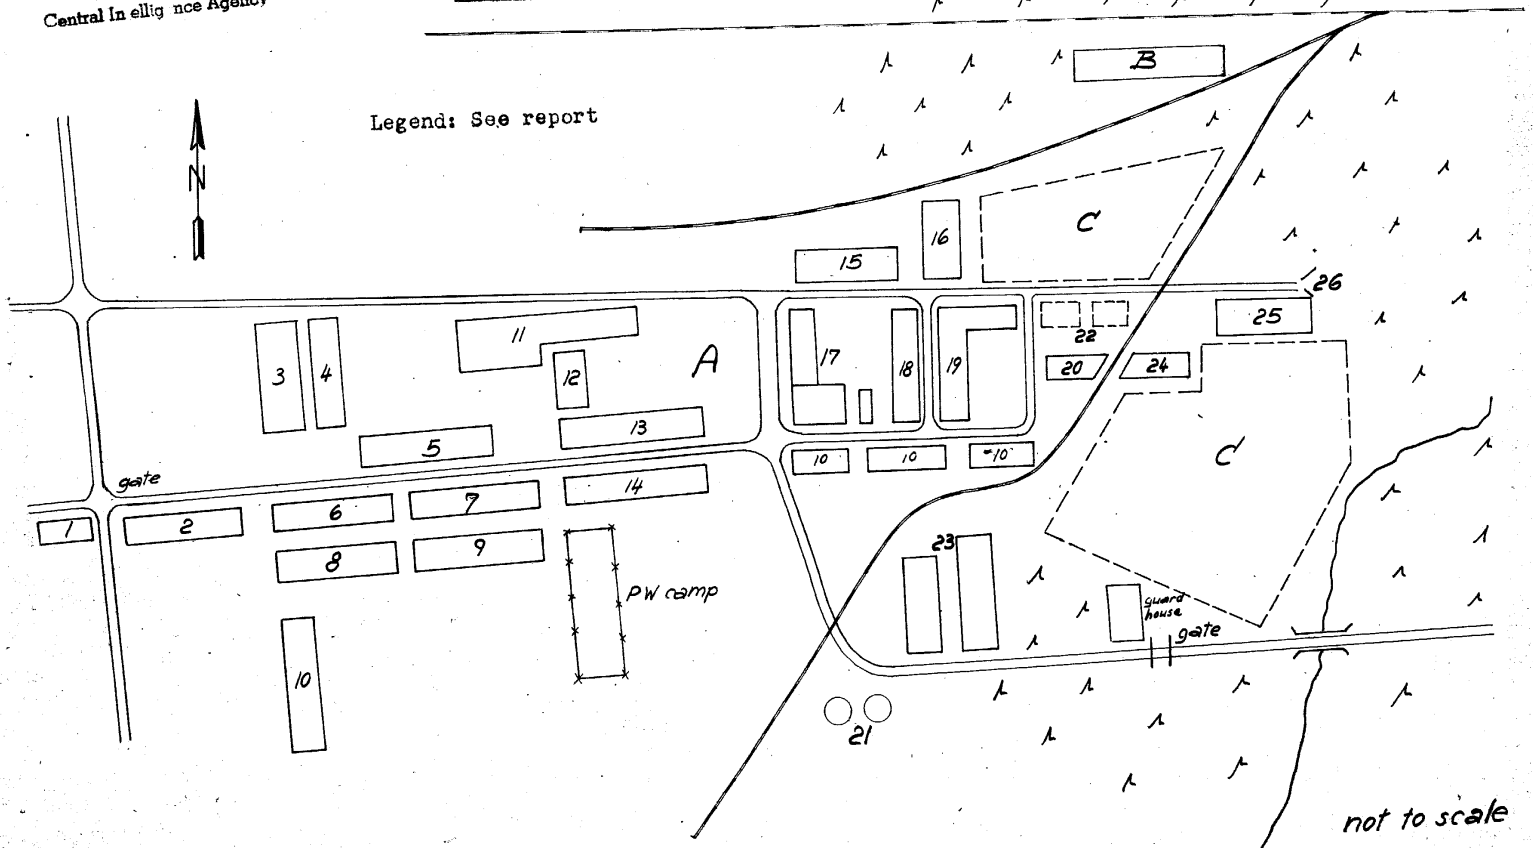 Central In ellig nce Agency
B
Legend: See report
N
C
16
15
26
25
11
22
3
4
12
A
17
18
19
20
24
13
5
10
10
10
C
gate
14
7
6
1
2
9
8
23
PW camp
guard
house
gate
10
21
not to scale